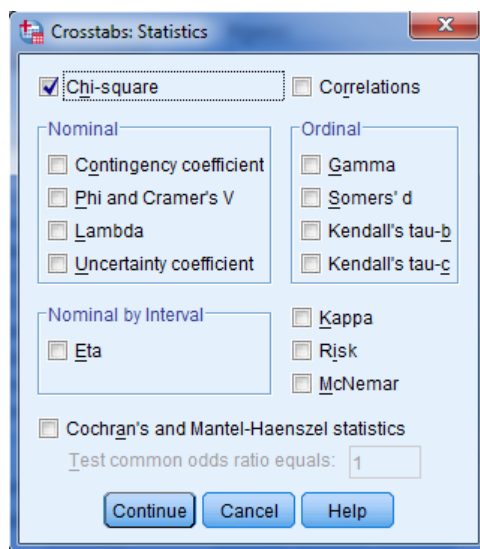 Crosstabs: Statistics
Chi-square
Correlations
Nominal
Contingency coefficient
Phi and Cramer's V
Lambda
Uncertainty coefficient
Ordinal
Gamma
Somers' d
Kendall's tau-b
Kendall's tau-c
Nominal by Interval
Eta
Kappa
Risk
McNemar
Cochran's and Mantel-Haenszel statistics
Test common odds ratio equals: 1
Continue Cancel Help